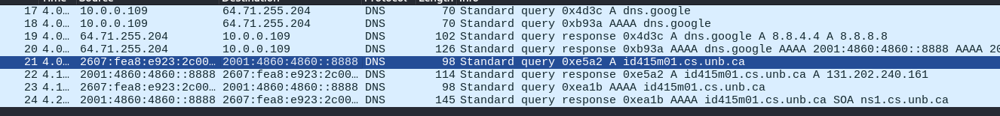 Time Source Destination Protocol Length Info
17 4.0… 10.0.0.109 64.71.255.204 DNS 70 Standard query 0x4d3c A dns.google
18 4.0… 10.0.0.109 64.71.255.204 DNS 70 Standard query 0xb93a AAAA dns.google
19 4.0… 64.71.255.204 10.0.0.109 DNS 102 Standard query response 0x4d3c A dns.google A 8.8.4.4 A 8.8.8.8
20 4.0… 64.71.255.204 10.0.0.109 DNS 126 Standard query response 0xb93a AAAA dns.google AAAA 2001:4860:4860::8888 AAAA 20
21 4.0… 2607:fea8:e923:2c00… 2001:4860:4860::8888 DNS 98 Standard query 0xe5a2 A id415m01.cs.unb.ca
22 4.1… 2001:4860:4860::8888 2607:fea8:e923:2c00… DNS 114 Standard query response 0xe5a2 A id415m01.cs.unb.ca A 131.202.240.161
23 4.1… 2607:fea8:e923:2c00… 2001:4860:4860::8888 DNS 98 Standard query 0xea1b AAAA id415m01.cs.unb.ca
24 4.2… 2001:4860:4860::8888 2607:fea8:e923:2c00… DNS 145 Standard query response 0xea1b AAAA id415m01.cs.unb.ca SOA ns1.cs.unb.ca